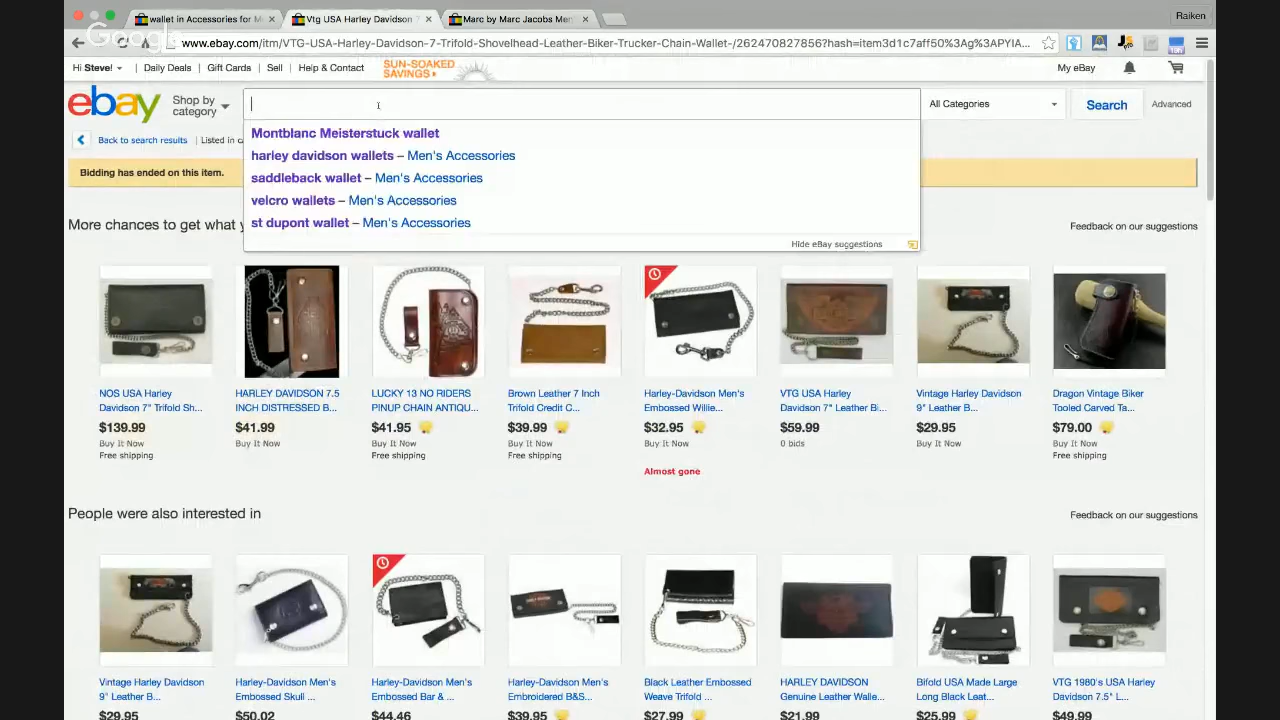 wallet in Accessories for M
Vtg USA Harley Davidson 7
Marc by Marc Jacobs Men
Raiken
Google
www.ebay.com/itm/VTG-USA-Harley-Davidson-7-Trifold-Shovelhead-Leather-Biker-Trucker-Chain-Wallet-/262470827856?hash=item3d1c7aff50%3Ag%3APYIA...
Hi Steve!
Daily Deals
Gift Cards
Sell
Help & Contact
SUN-SOAKED
SAVINGS
My eBay
ebay
Shop by
category
All Categories
Search
Advanced
Back to search results
Listed in ca
Montblanc Meisterstuck wallet
harley davidson wallets – Men's Accessories
saddleback wallet – Men's Accessories
velcro wallets – Men's Accessories
st dupont wallet – Men's Accessories
Hide eBay suggestions
Bidding has ended on this item.
More chances to get what y
Feedback on our suggestions
NOS USA Harley
Davidson 7" Trifold Sh...
$139.99
Buy It Now
Free shipping
HARLEY DAVIDSON 7.5
INCH DISTRESSED B...
$41.99
Buy It Now
LUCKY 13 NO RIDERS
PINUP CHAIN ANTIQU...
$41.95
Buy It Now
Free shipping
Brown Leather 7 Inch
Trifold Credit C...
$39.99
Buy It Now
Free shipping
Harley-Davidson Men's
Embossed Willie...
$32.95
Buy It Now
Almost gone
VTG USA Harley
Davidson 7" Leather Bi...
$59.99
0 bids
Vintage Harley Davidson
9" Leather B...
$29.95
Buy It Now
Dragon Vintage Biker
Tooled Carved Ta...
$79.00
Buy It Now
Free shipping
People were also interested in
Feedback on our suggestions
Vintage Harley Davidson
9" Leather B...
$29.95
Harley-Davidson Men's
Embossed Skull ...
$50.02
Harley-Davidson Men's
Embossed Bar & ...
$44.46
Harley-Davidson Men's
Embroidered B&S...
$39.95
Black Leather Embossed
Weave Trifold ...
$27.99
HARLEY DAVIDSON
Genuine Leather Walle...
$21.99
Bifold USA Made Large
Long Black Leat...
$25.99
VTG 1980's USA Harley
Davidson 7.5" L...
$49.99